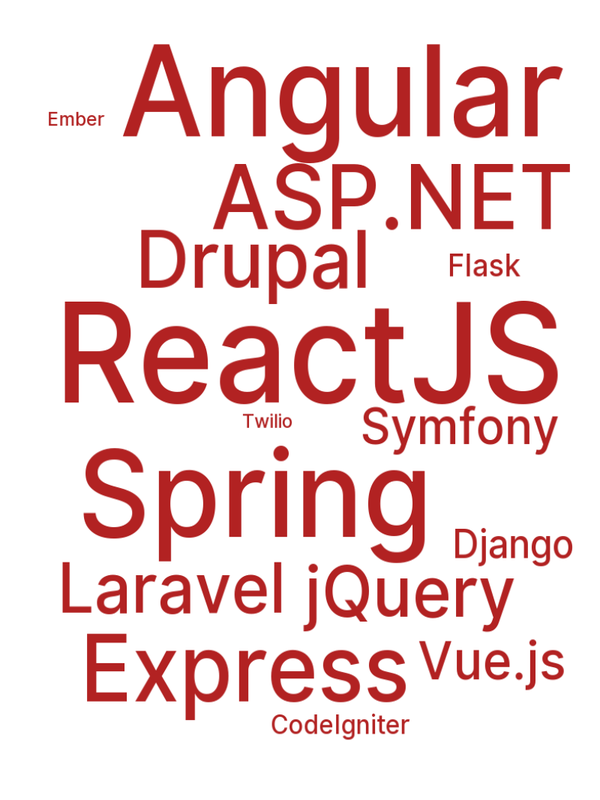 Angular
Ember
ASP.NET
Drupal
Flask
ReactJS
Twilio
Symfony
Spring
Django
Laravel jQuery
Express
Vue.js
CodeIgniter